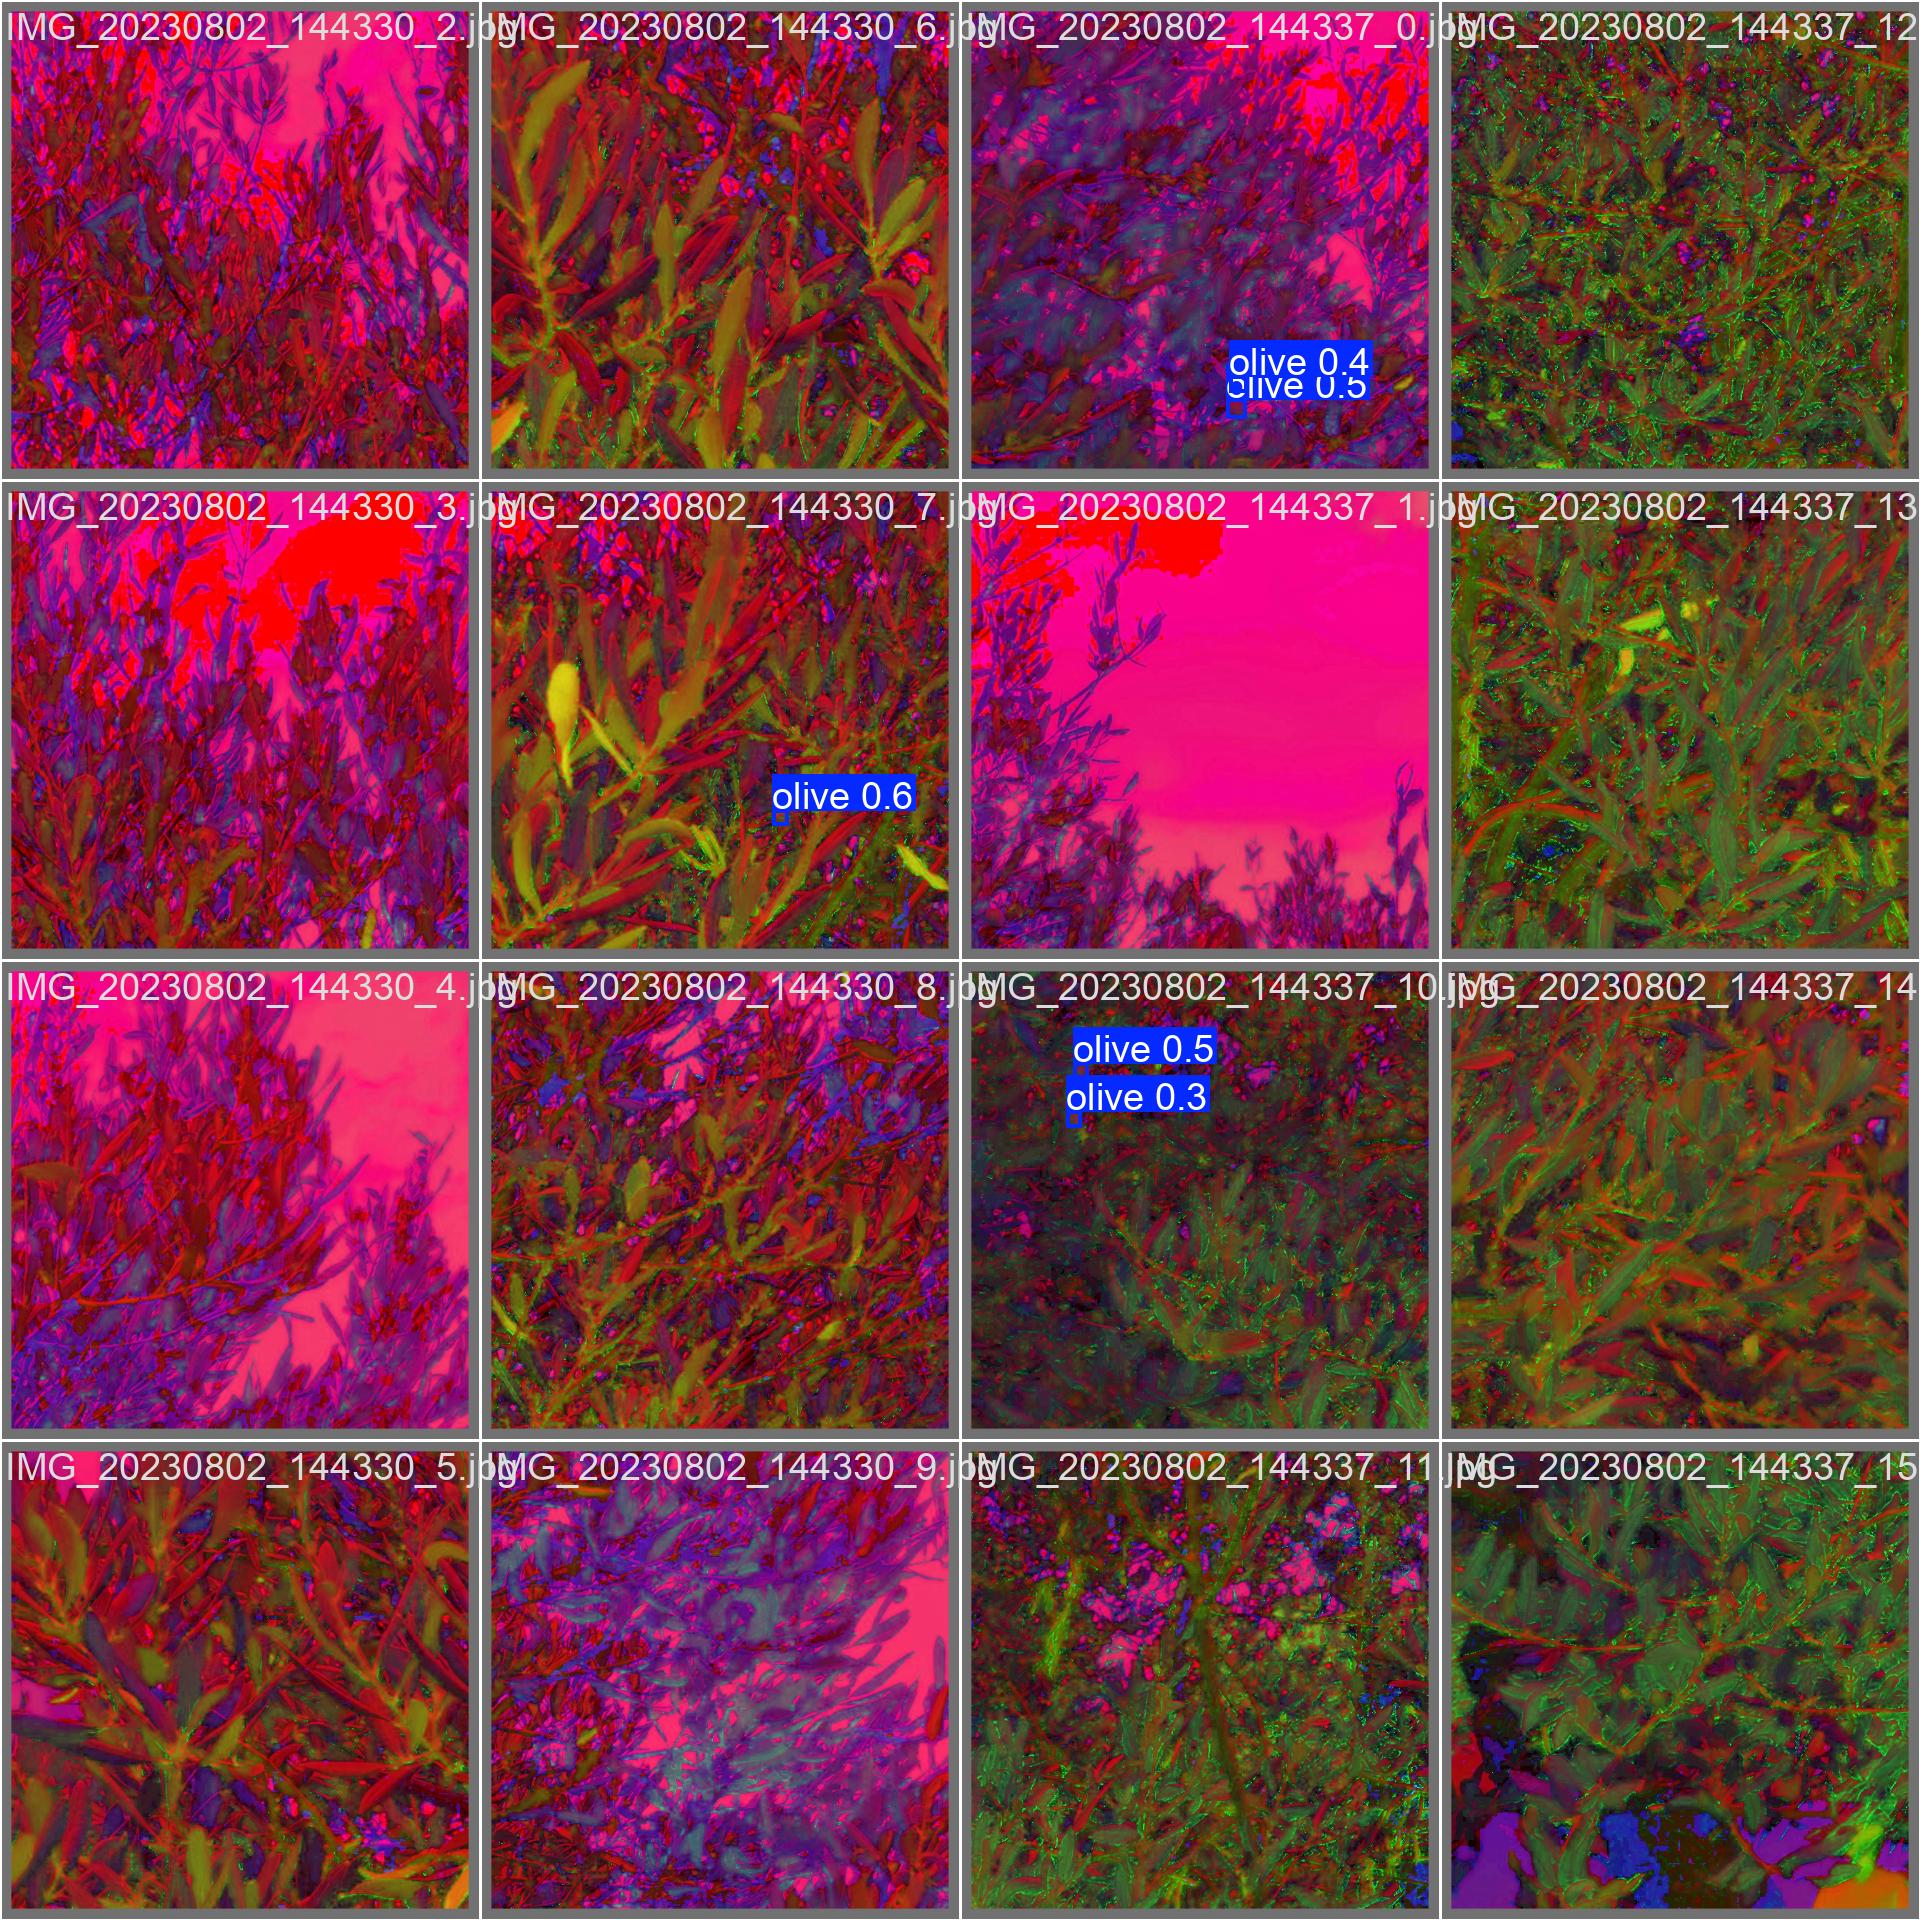 IMG_20230802_144330_2.jpg
IMG_20230802_144330_6.jpg
IMG_20230802_144337_0.jpg
IMG_20230802_144337_12
olive 0.4
olive 0.5
IMG_20230802_144330_3.jpg
IMG_20230802_144330_7.jpg
IMG_20230802_144337_1.jpg
IMG_20230802_144337_13
olive 0.6
IMG_20230802_144330_4.jpg
IMG_20230802_144330_8.jpg
IMG_20230802_144337_10.jpg
IMG_20230802_144337_14
olive 0.5
olive 0.3
IMG_20230802_144330_5.jpg
IMG_20230802_144330_9.jpg
IMG_20230802_144337_11.jpg
IMG_20230802_144337_15